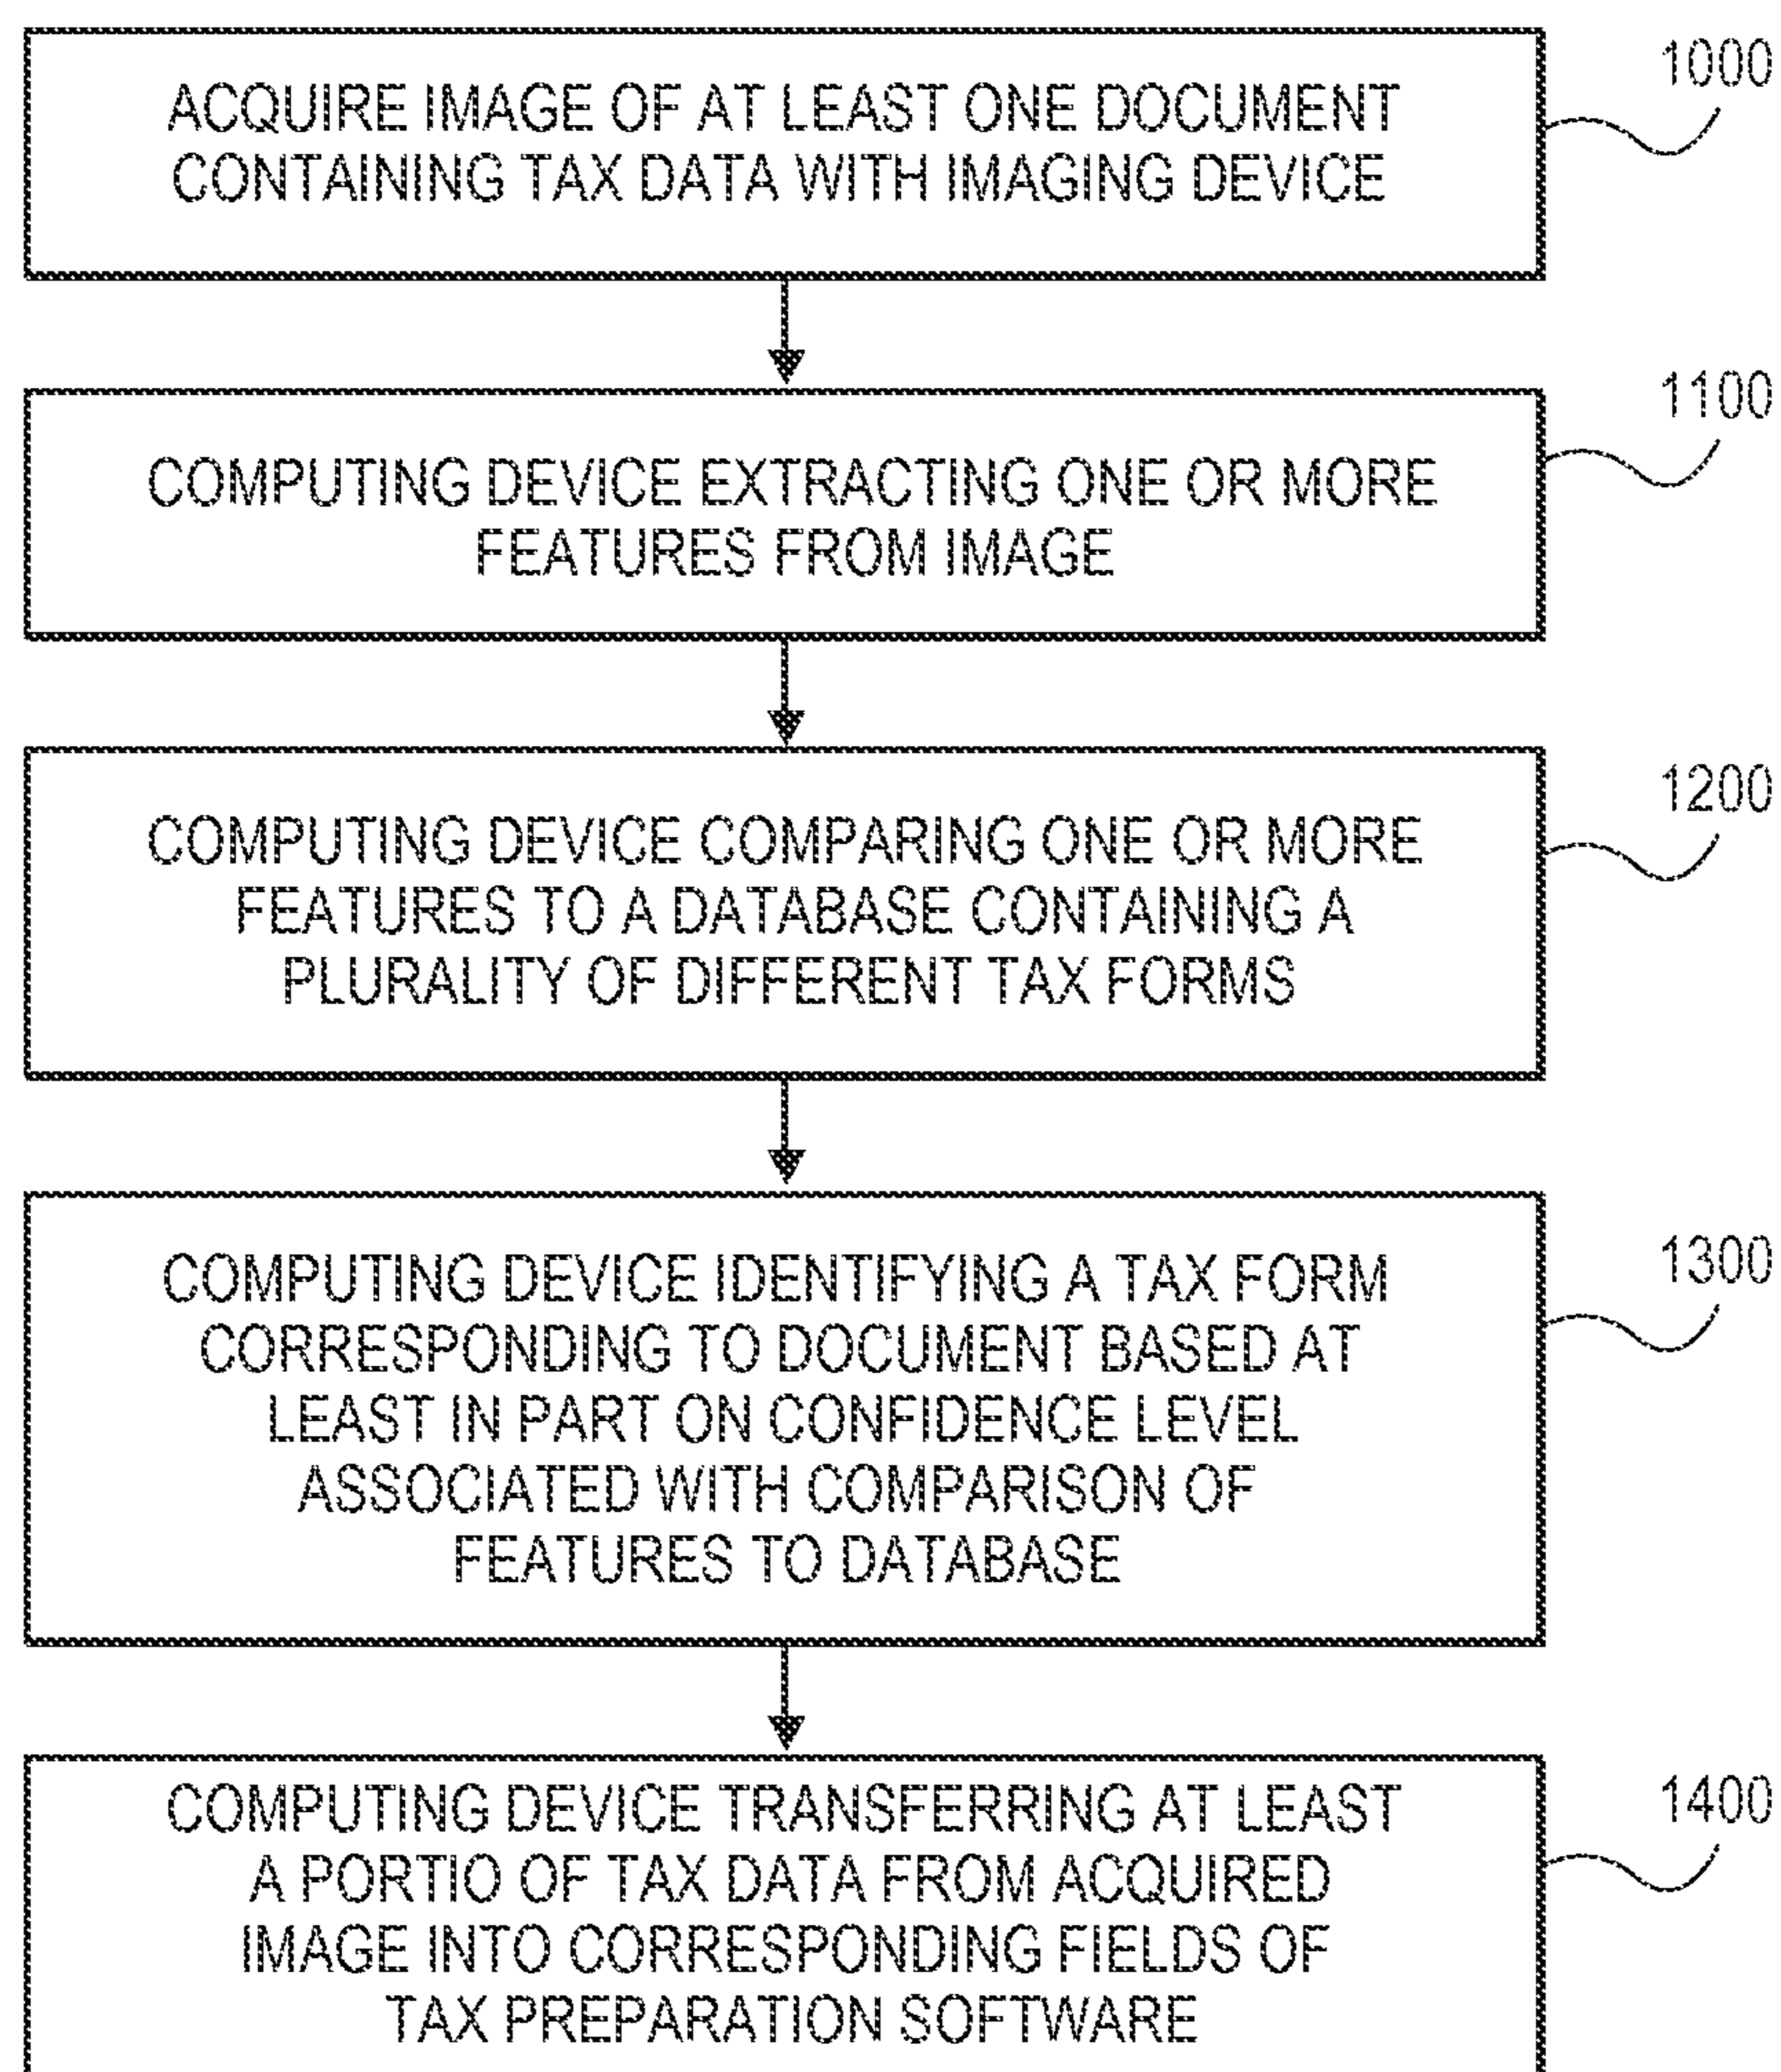 ACQUIRE IMAGE OF AT LEAST ONE DOCUMENT
CONTAINING TAX DATA WITH IMAGING DEVICE
1000
COMPUTING DEVICE EXTRACTING ONE OR MORE
FEATURES FROM IMAGE
1100
COMPUTING DEVICE COMPARING ONE OR MORE
FEATURES TO A DATABASE CONTAINING A
PLURALITY OF DIFFERENT TAX FORMS
1200
COMPUTING DEVICE IDENTIFYING A TAX FORM
CORRESPONDING TO DOCUMENT BASED AT
LEAST IN PART ON CONFIDENCE LEVEL
ASSOCIATED WITH COMPARISON OF
FEATURES TO DATABASE
1300
COMPUTING DEVICE TRANSFERRING AT LEAST
A PORTIO OF TAX DATA FROM ACQUIRED
IMAGE INTO CORRESPONDING FIELDS OF
TAX PREPARATION SOFTWARE
1400